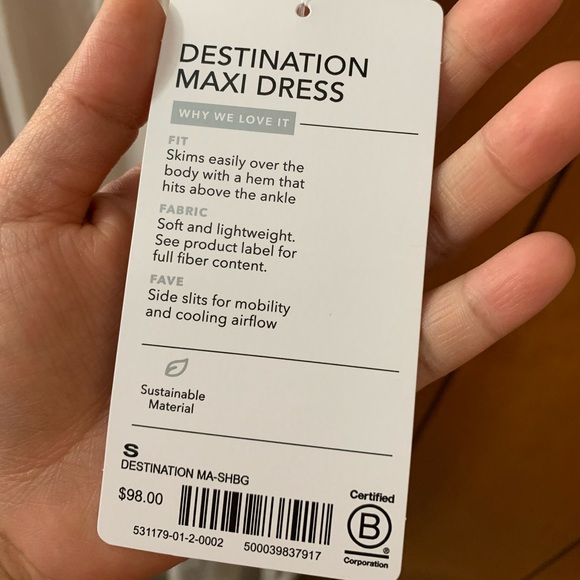 DESTINATION
MAXI DRESS
WHY WE LOVE IT
FIT
Skims easily over the
body with a hem that
hits above the ankle
FABRIC
Soft and lightweight.
See product label for
full fiber content.
FAVE
Side slits for mobility
and cooling airflow
Sustainable
Material
S
DESTINATION MA-SHBG
$98.00
531179-01-2-0002 500039837917
Certified
B
®
Corporation